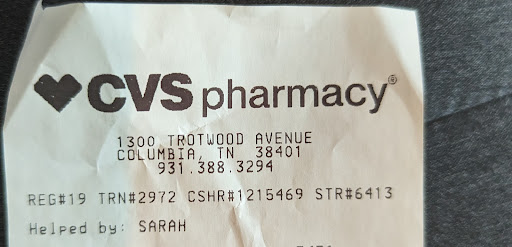 CVS pharmacy®
1300 TROTWOOD AVENUE
COLUMBIA, TN 38401
931.388.3294
REG#19 TRN#2972 CSHR#1215469 STR#6413
Helped by: SARAH